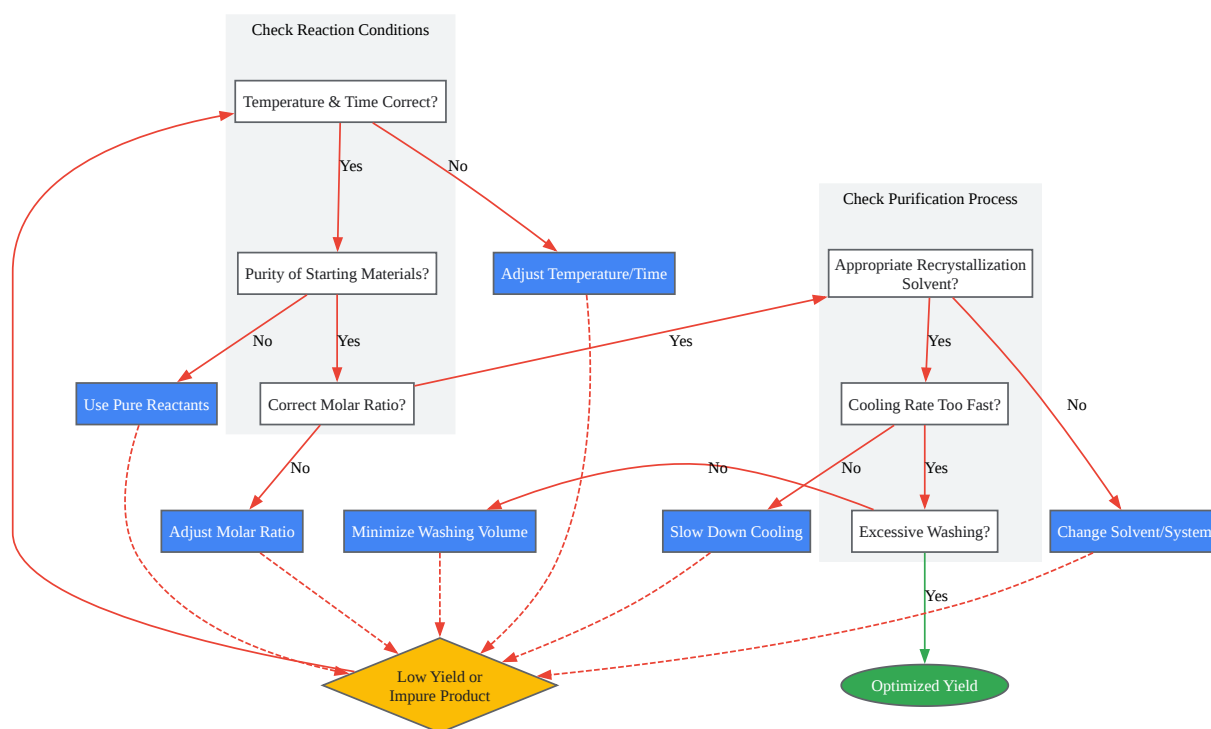 Check Reaction Conditions
Temperature & Time Correct?
Yes
No
Check Purification Process
Purity of Starting Materials?
Adjust Temperature/Time
Appropriate Recrystallization
Solvent?
No
Yes
Yes
Yes
Use Pure Reactants
Correct Molar Ratio?
Cooling Rate Too Fast?
No
No
No
No
Yes
Adjust Molar Ratio
Minimize Washing Volume
Slow Down Cooling
Excessive Washing?
Change Solvent/System
Yes
Low Yield or
Impure Product
Optimized Yield